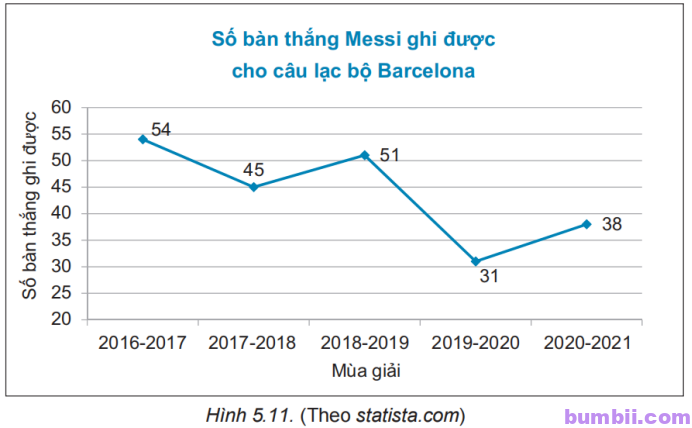 Số bàn thắng Messi ghi được
cho câu lạc bộ Barcelona
Số bàn thắng ghi được
60
55
50
45
40
35
30
25
20
54
45
51
31
38
2016-2017 2017-2018 2018-2019 2019-2020 2020-2021
Mùa giải
Hình 5.11. (Theo statista.com)
bumbii.com